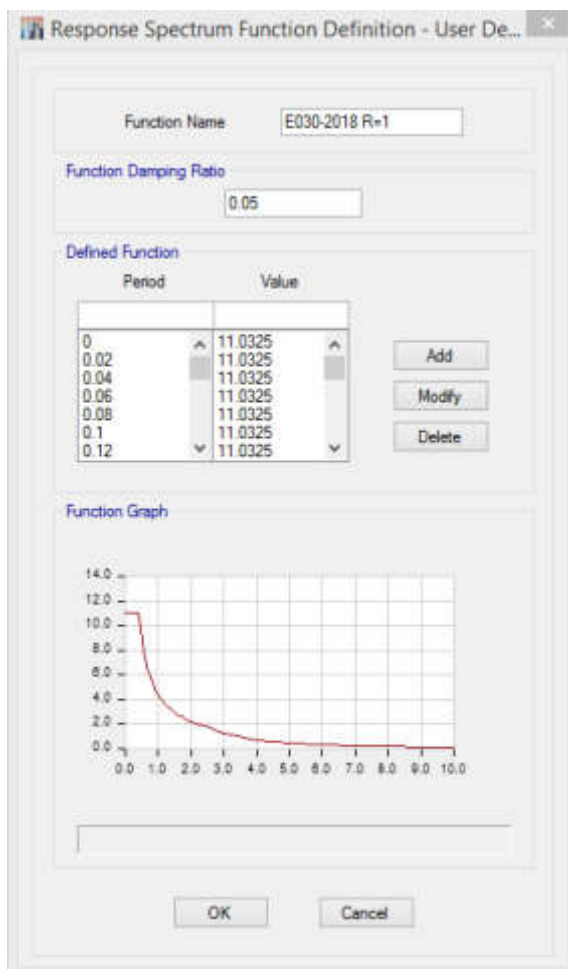 Response Spectrum Function Definition - User De...
Function Name E030-2018 R=1
Function Damping Ratio
0.05
Defined Function
Period Value
0 11.0325
0.02 11.0325
0.04 11.0325
0.06 11.0325
0.08 11.0325
0.1 11.0325
0.12 11.0325
Add
Modify
Delete
Function Graph
14.0
12.0
10.0
8.0
6.0
4.0
2.0
0.0
0.0 1.0 2.0 3.0 4.0 5.0 6.0 7.0 8.0 9.0 10.0
OK Cancel